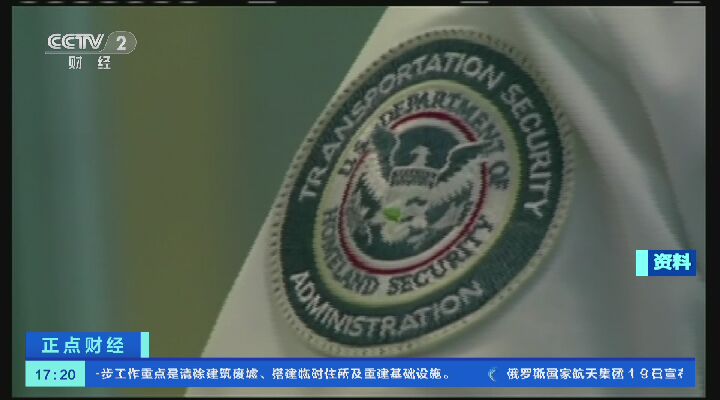 CCTV 2
财经
TRANSPORTATION SECURITY
U.S. DEPARTMENT OF
HOMELAND SECURITY
ADMINISTRATION
资料
正点财经
17:20
一步工作重点是清除建筑废墟、搭建临时住所及重建基础设施。 俄罗斯国家航天集团19日宣布